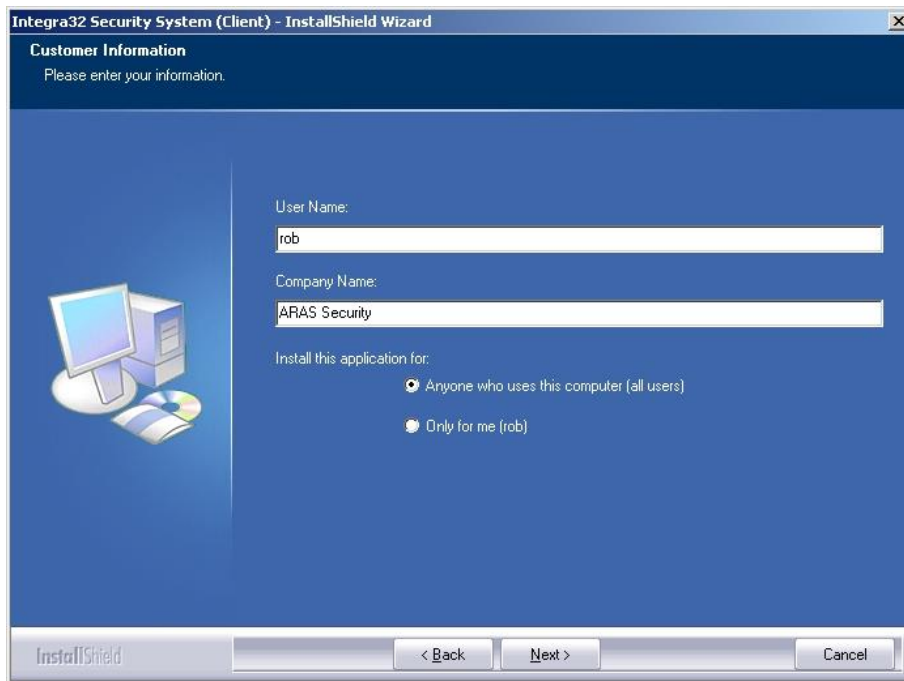 Integra32 Security System (Client) - InstallShield Wizard
Customer Information
Please enter your information.
User Name:
rob
Company Name:
ARAS Security
Install this application for:
Anyone who uses this computer (all users)
Only for me (rob)
InstallShield
< Back
Next >
Cancel